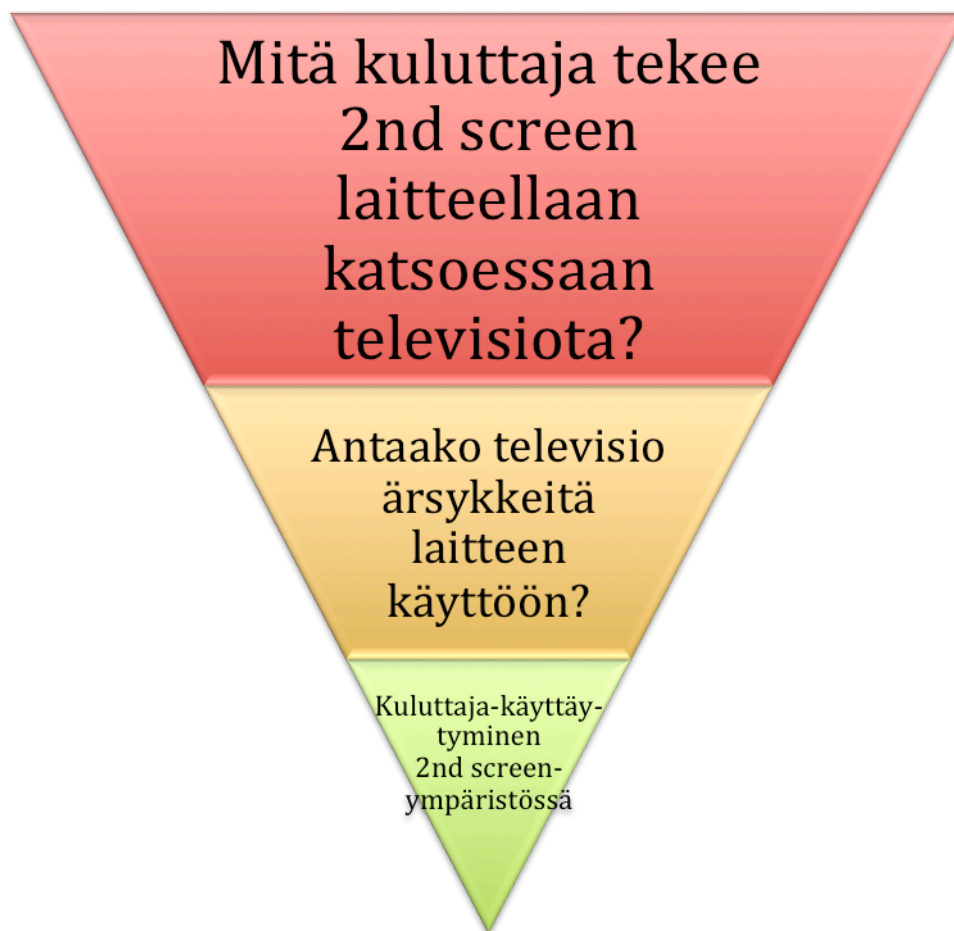 Mitä kuluttaja tekee
2nd screen
laitteellaan
katsoessaan
televisiota?
Antaako televisio
ärsykkeitä
laitteen
käyttöön?
Kuluttaja-käyttäy-
tyminen
2nd screen-
ympäristössä